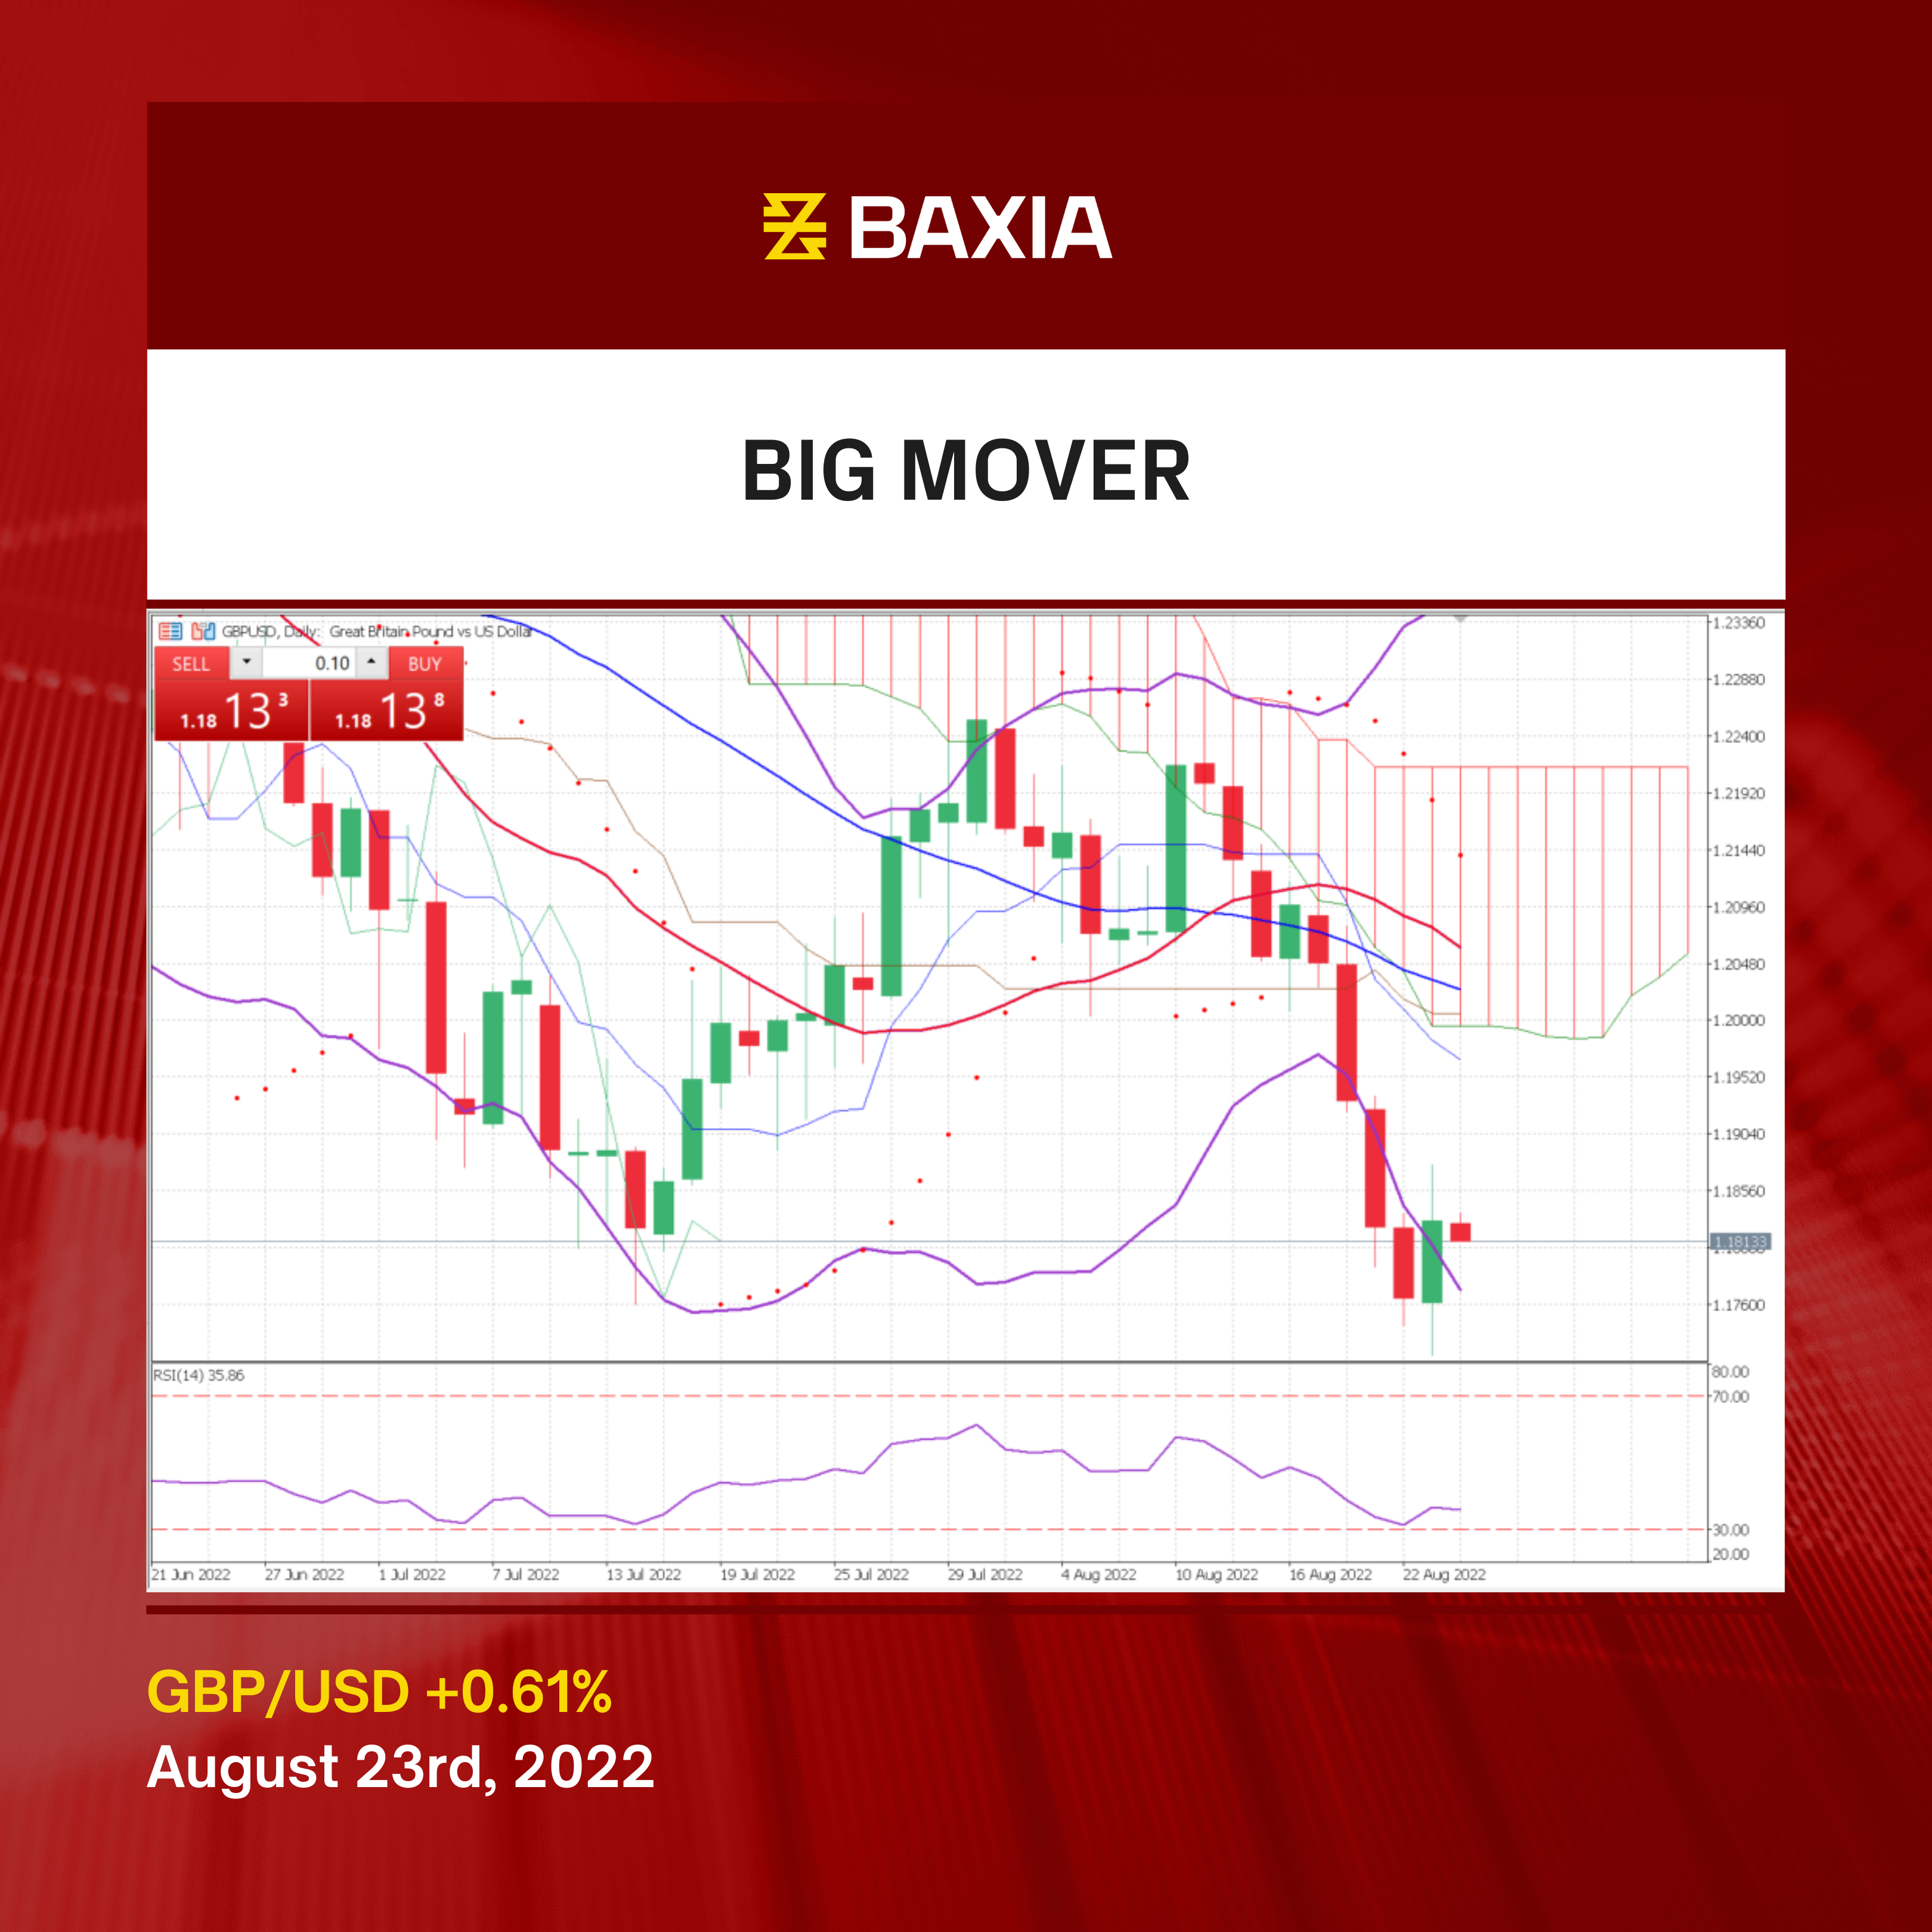 BAXIA
BIG MOVER
GBPUSD, Daily: Great Britain Pound vs US Dollar
SELL 0.10 BUY
1.18 13 3 1.18 13 8
1.23360
1.22880
1.22400
1.21920
1.21440
1.20960
1.20480
1.20000
1.19520
1.19040
1.18560
1.18133
1.17600
RSI(14) 35.86
80.00
70.00
30.00
20.00
21 Jun 2022 27 Jun 2022 1 Jul 2022 7 Jul 2022 13 Jul 2022 19 Jul 2022 25 Jul 2022 29 Jul 2022 4 Aug 2022 10 Aug 2022 16 Aug 2022 22 Aug 2022
GBP/USD +0.61%
August 23rd, 2022